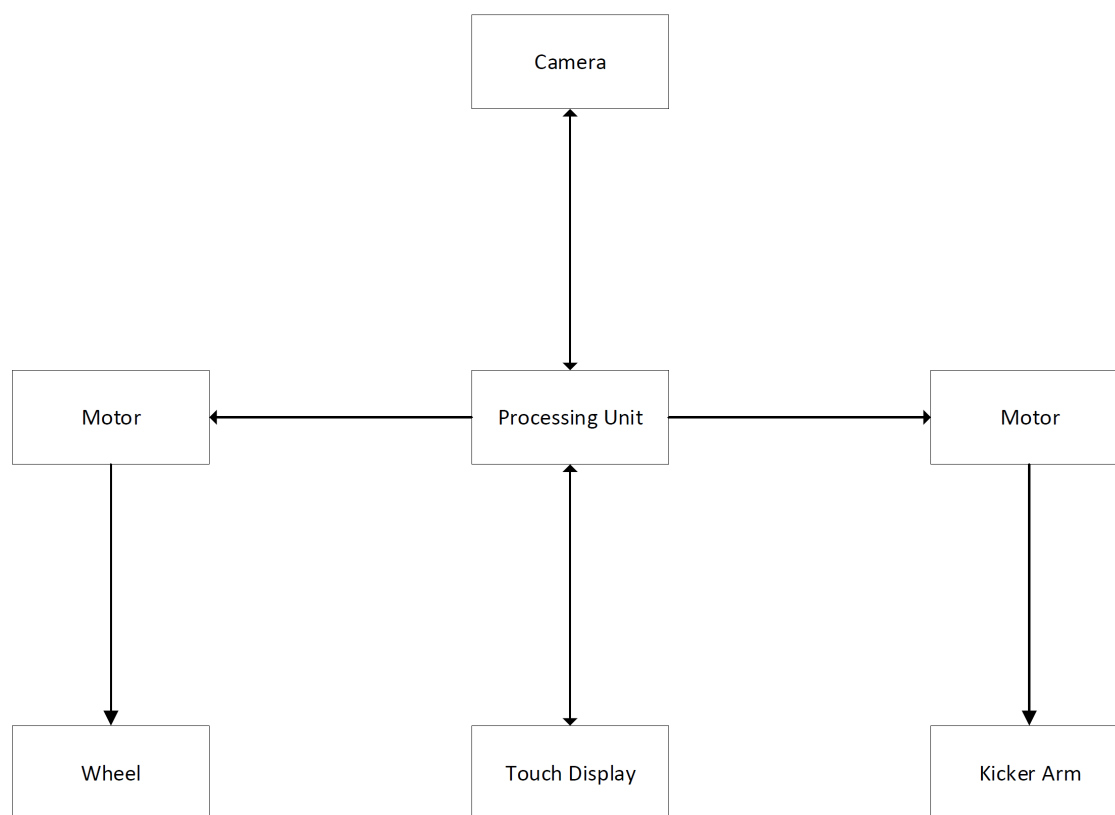 Camera
Motor
Processing Unit
Motor
Wheel
Touch Display
Kicker Arm